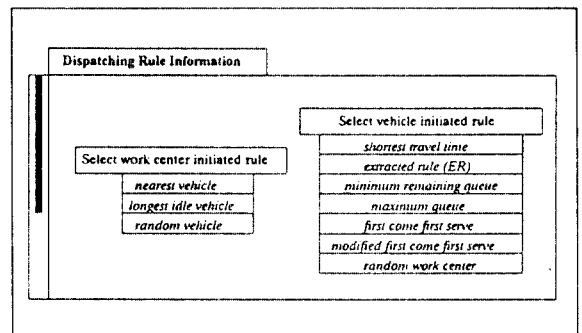 Dispatching Rule Information
Select work center initiated rule
nearest vehicle
longest idle vehicle
random vehicle
Select vehicle initiated rule
shortest travel time
extracted rule (ER)
minimum remaining queue
maximum queue
first come first serve
modified first come first serve
random work center